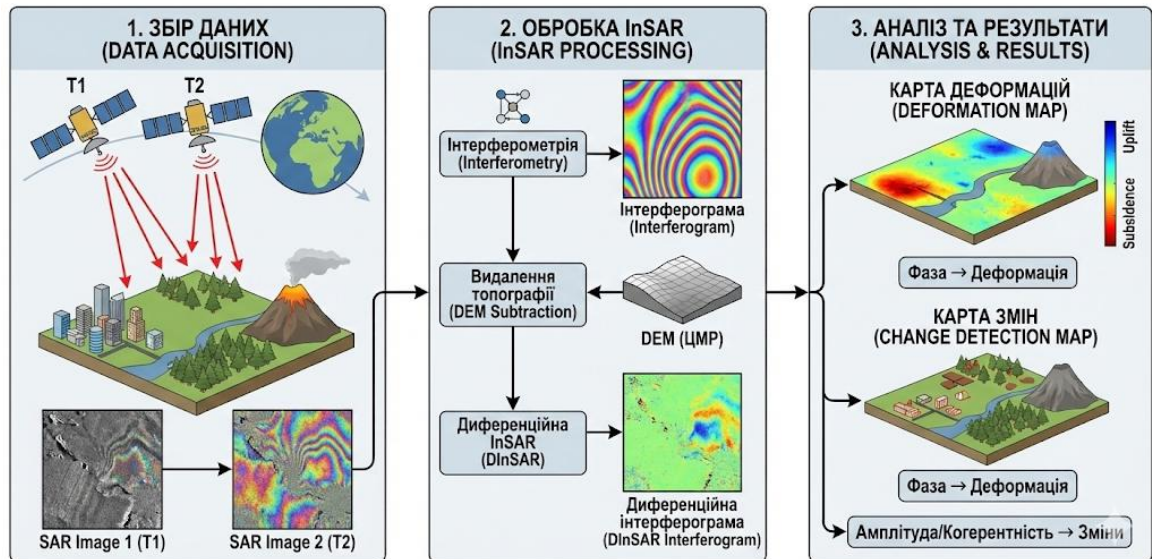 1. ЗБІР ДАНИХ
(DATA ACQUISITION)
T1
T2
SAR Image 1 (T1)
SAR Image 2 (T2)
2. ОБРОБКА InSAR
(InSAR PROCESSING)
Інтерферометрія
(Interferometry)
Інтерферограма
(Interferogram)
Видалення
топографії
(DEM Subtraction)
DEM (ЦМР)
Диференційна
InSAR
(DInSAR)
Диференційна
інтерферограма
(DInSAR Interferogram)
3. АНАЛІЗ ТА РЕЗУЛЬТАТИ
(ANALYSIS & RESULTS)
КАРТА ДЕФОРМАЦІЙ
(DEFORMATION MAP)
Uplift
Subsidence
Фаза → Деформація
КАРТА ЗМІН
(CHANGE DETECTION MAP)
Фаза → Деформація
Амплітуда/Когерентність → Зміни